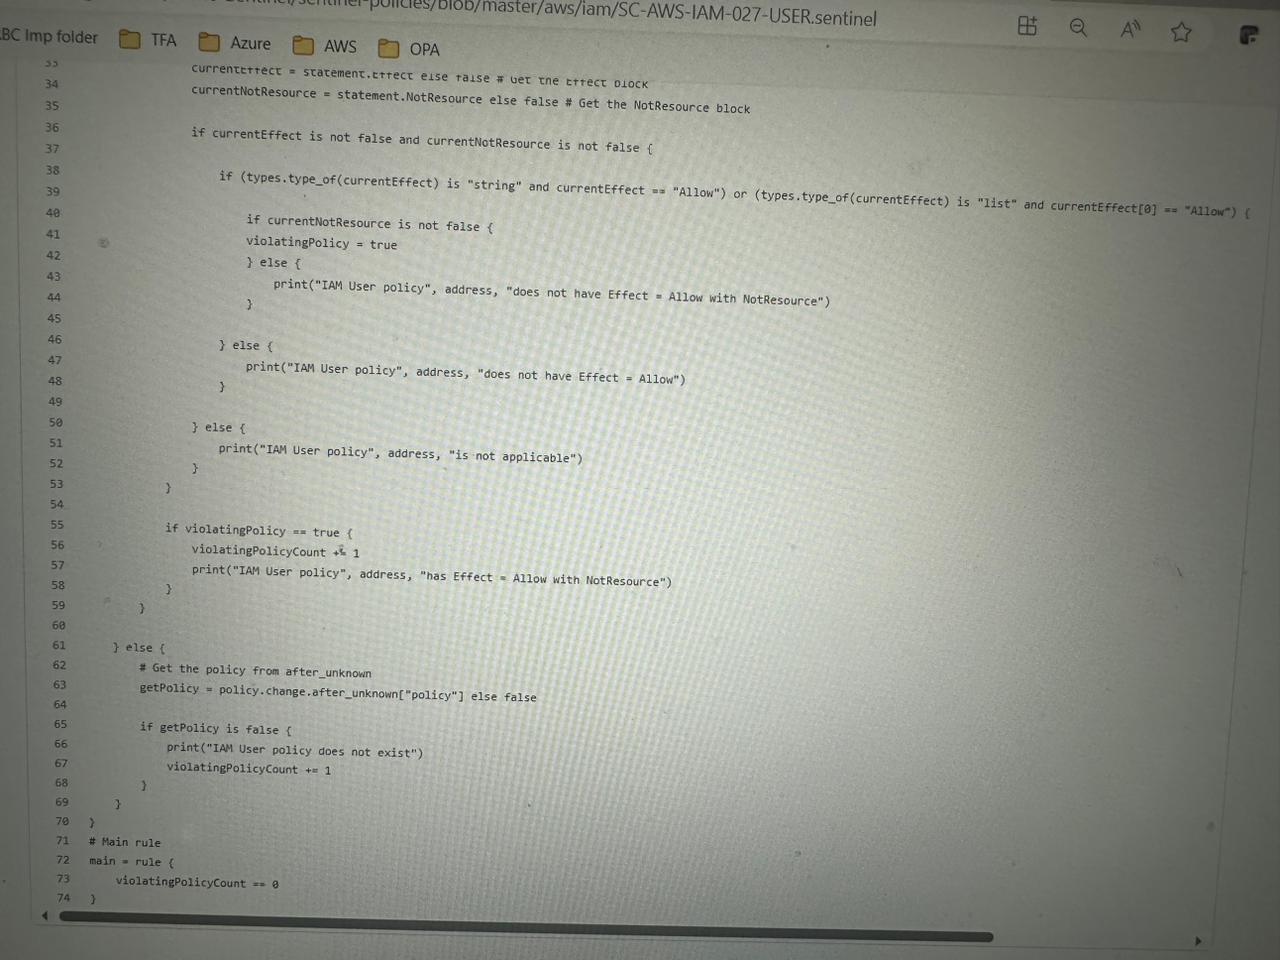 sentinel-policies/blob/master/aws/iam/SC-AWS-IAM-027-USER.sentinel
BC Imp folder TFA Azure AWS OPA
33 currentEffect = statement.Effect else false # Get the Effect block
34 currentNotResource = statement.NotResource else false # Get the NotResource block
35
36 if currentEffect is not false and currentNotResource is not false {
37
38 if (types.type_of(currentEffect) is "string" and currentEffect == "Allow") or (types.type_of(currentEffect) is "list" and currentEffect[0] == "Allow") {
39
40 if currentNotResource is not false {
41 violatingPolicy = true
42 } else {
43 print("IAM User policy", address, "does not have Effect = Allow with NotResource")
44 }
45
46 } else {
47 print("IAM User policy", address, "does not have Effect = Allow")
48 }
49
50 } else {
51 print("IAM User policy", address, "is not applicable")
52 }
53 }
54
55 if violatingPolicy == true {
56 violatingPolicyCount += 1
57 print("IAM User policy", address, "has Effect = Allow with NotResource")
58 }
59 }
60
61 } else {
62 # Get the policy from after_unknown
63 getPolicy = policy.change.after_unknown["policy"] else false
64
65 if getPolicy is false {
66 print("IAM User policy does not exist")
67 violatingPolicyCount += 1
68 }
69 }
70 }
71 # Main rule
72 main = rule {
73 violatingPolicyCount == 0
74 }